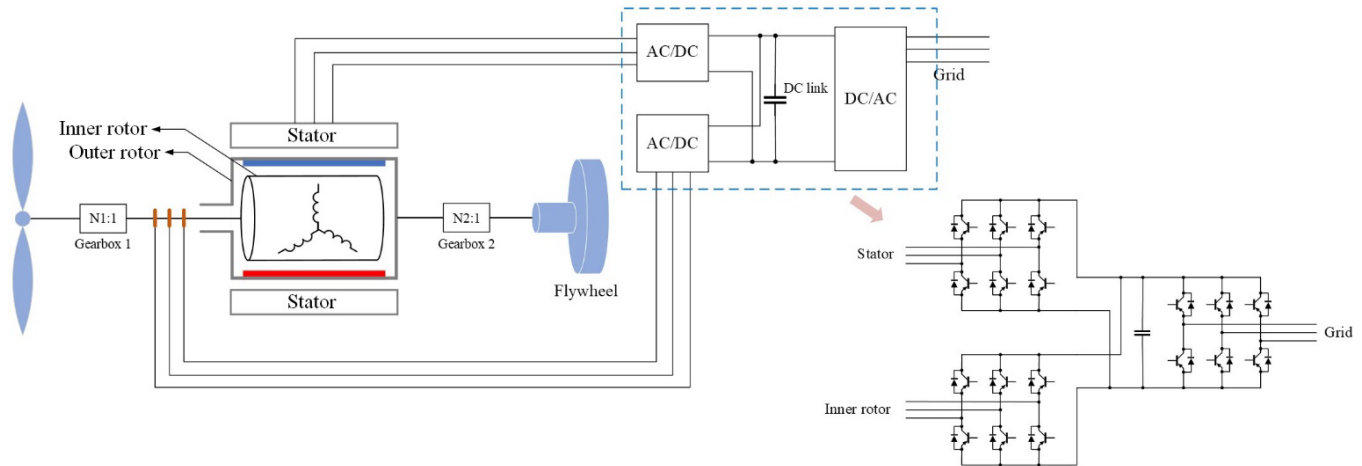 AC/DC
DC link
DC/AC
Grid
Inner rotor
Outer rotor
Stator
AC/DC
N1:1
Gearbox 1
N2:1
Gearbox 2
Stator
Flywheel
Stator
Grid
Inner rotor